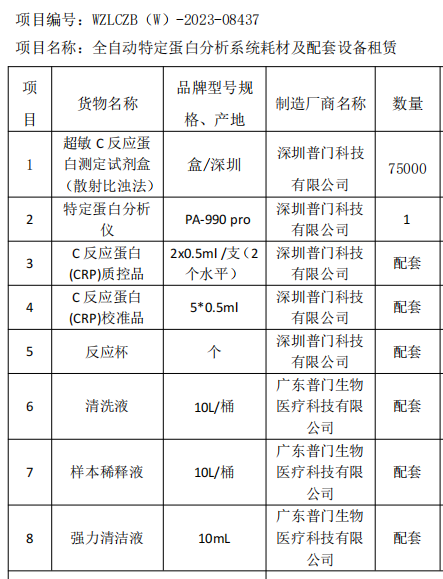 项目编号：WZLCZB（W）-2023-08437
项目名称：全自动特定蛋白分析系统耗材及配套设备租赁
项目 货物名称 品牌型号规格、产地 制造厂商名称 数量
1 超敏 C 反应蛋白测定试剂盒（散射比浊法） 盒/深圳 深圳普门科技有限公司 75000
2 特定蛋白分析仪 PA-990 pro 深圳普门科技有限公司 1
3 C 反应蛋白(CRP)质控品 2x0.5ml /支（2个水平） 深圳普门科技有限公司 配套
4 C 反应蛋白(CRP)校准品 5*0.5ml 深圳普门科技有限公司 配套
5 反应杯 个 深圳普门科技有限公司 配套
6 清洗液 10L/桶 广东普门生物医疗科技有限公司 配套
7 样本稀释液 10L/桶 广东普门生物医疗科技有限公司 配套
8 强力清洁液 10mL 广东普门生物医疗科技有限公司 配套